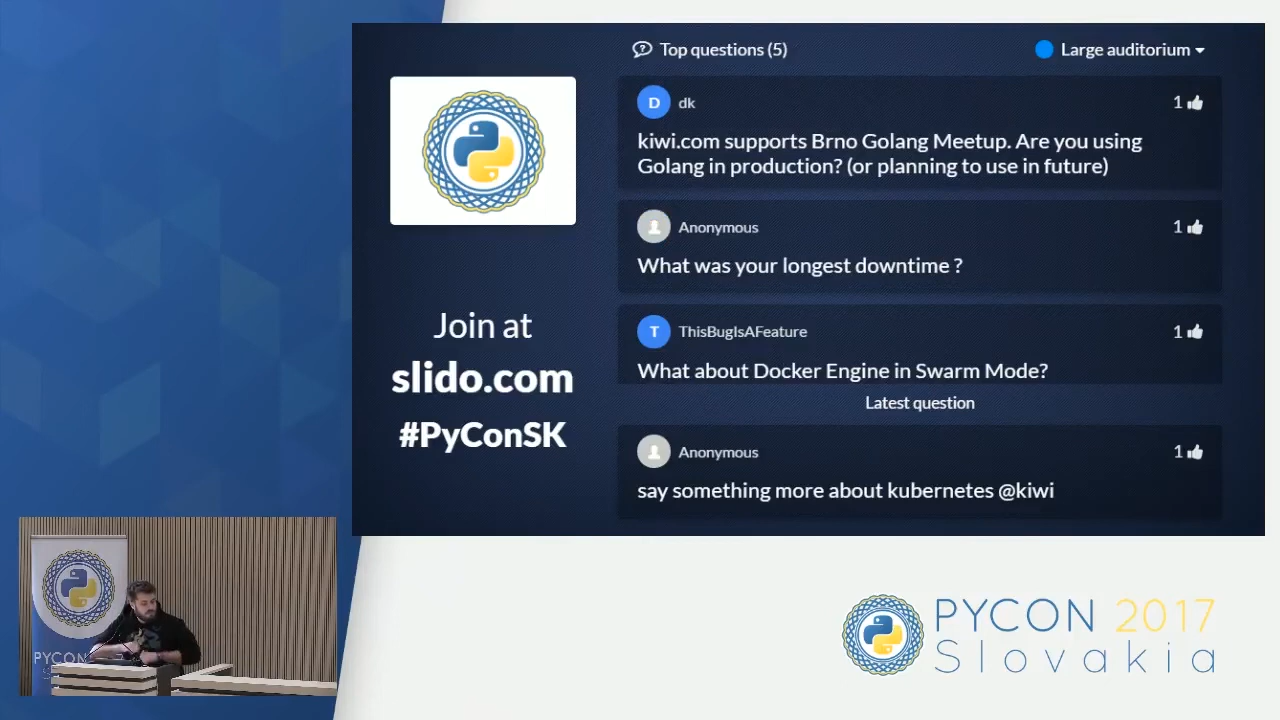 Top questions (5)
Large auditorium
D dk
1
kiwi.com supports Brno Golang Meetup. Are you using
Golang in production? (or planning to use in future)
Anonymous
1
What was your longest downtime ?
T ThisBugIsAFeature
1
What about Docker Engine in Swarm Mode?
Latest question
Anonymous
1
say something more about kubernetes @kiwi
Join at
slido.com
#PyConSK
PYCON
PYCON 2017
Slovakia